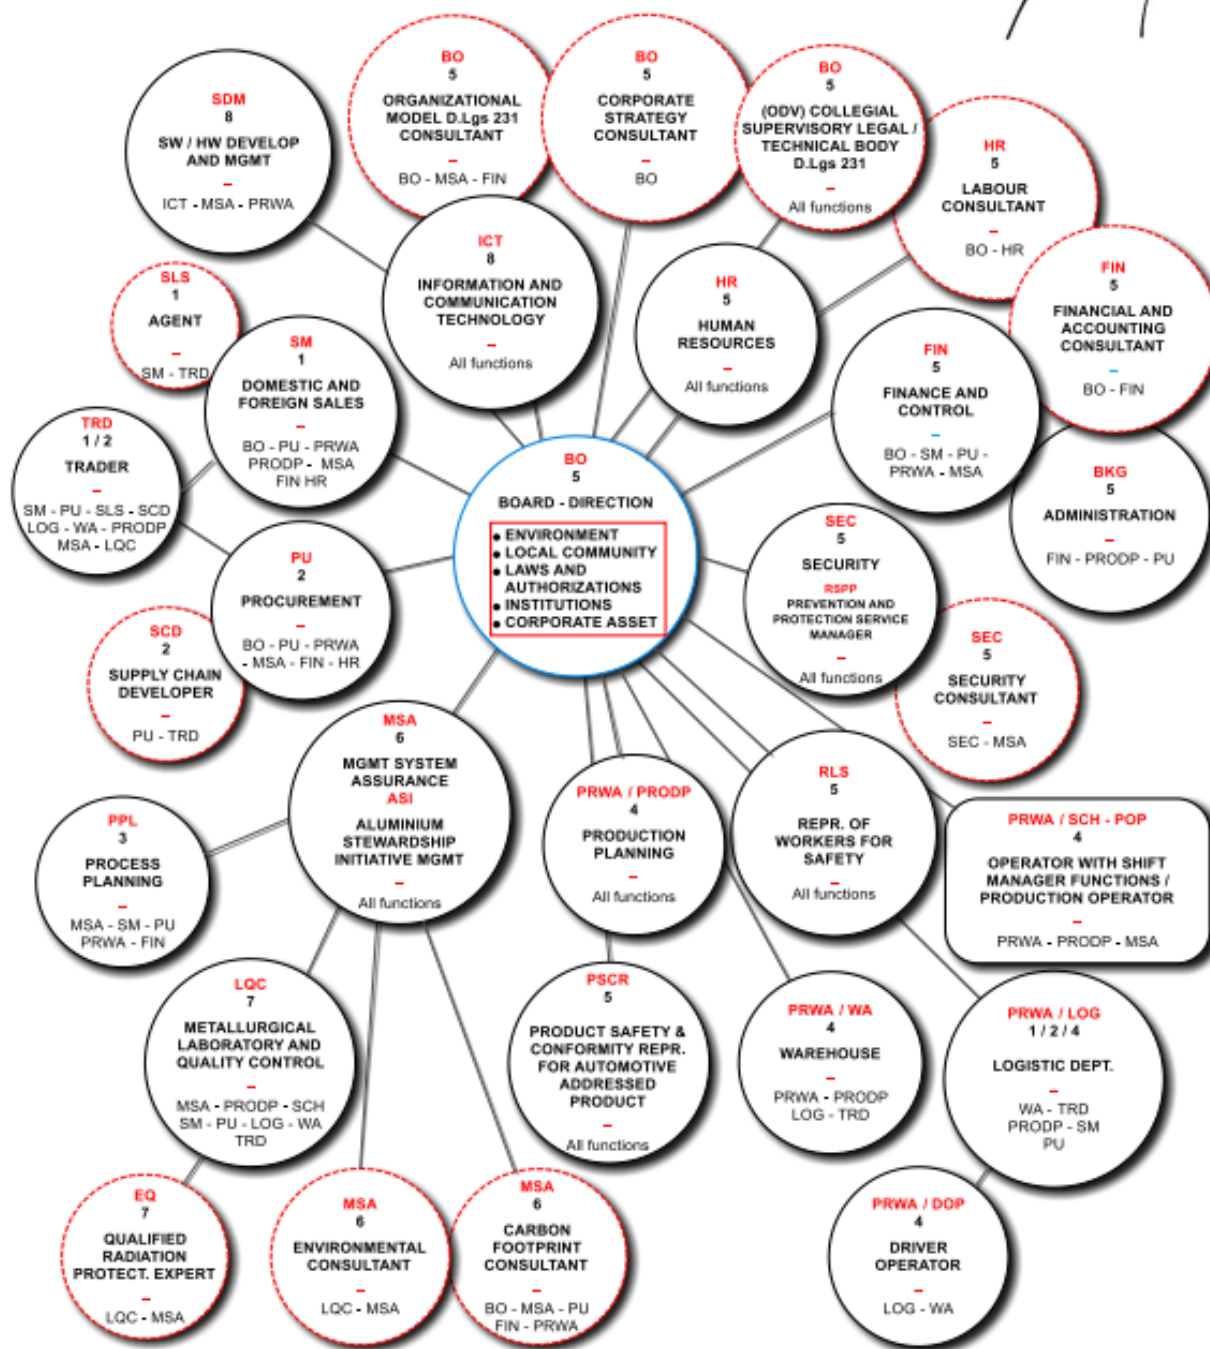 BO
5
ORGANIZATIONAL
MODEL D.Lgs 231
CONSULTANT
–
BO - MSA - FIN
BO
5
CORPORATE
STRATEGY
CONSULTANT
–
BO
BO
5
(ODV) COLLEGIAL
SUPERVISORY LEGAL /
TECHNICAL BODY
D.Lgs 231
–
All functions
SDM
8
SW / HW DEVELOP
AND MGMT
–
ICT - MSA - PRWA
HR
5
LABOUR
CONSULTANT
–
BO - HR
ICT
8
INFORMATION AND
COMMUNICATION
TECHNOLOGY
–
All functions
HR
5
HUMAN
RESOURCES
–
All functions
FIN
5
FINANCIAL AND
ACCOUNTING
CONSULTANT
–
BO - FIN
SLS
1
AGENT
–
SM - TRD
SM
1
DOMESTIC AND
FOREIGN SALES
–
BO - PU - PRWA
PRODP - MSA
FIN HR
FIN
5
FINANCE AND
CONTROL
–
BO - SM - PU -
PRWA - MSA
TRD
1 / 2
TRADER
–
SM - PU - SLS - SCD
LOG - WA - PRODP
MSA - LQC
BO
5
BOARD - DIRECTION
• ENVIRONMENT
• LOCAL COMMUNITY
• LAWS AND
AUTHORIZATIONS
• INSTITUTIONS
• CORPORATE ASSET
BKG
5
ADMINISTRATION
–
FIN - PRODP - PU
PU
2
PROCUREMENT
–
BO - PU - PRWA
- MSA - FIN - HR
SEC
5
SECURITY
RSPP
PREVENTION AND
PROTECTION SERVICE
MANAGER
–
All functions
SCD
2
SUPPLY CHAIN
DEVELOPER
–
PU - TRD
SEC
5
SECURITY
CONSULTANT
–
SEC - MSA
MSA
6
MGMT SYSTEM
ASSURANCE
ASI
ALUMINIUM
STEWARDSHIP
INITIATIVE MGMT
–
All functions
PRWA / PRODP
4
PRODUCTION
PLANNING
–
All functions
RLS
5
REPR. OF
WORKERS FOR
SAFETY
–
All functions
PRWA / SCH - POP
4
OPERATOR WITH SHIFT
MANAGER FUNCTIONS /
PRODUCTION OPERATOR
–
PRWA - PRODP - MSA
PPL
3
PROCESS
PLANNING
–
MSA - SM - PU
PRWA - FIN
LQC
7
METALLURGICAL
LABORATORY AND
QUALITY CONTROL
–
MSA - PRODP - SCH
SM - PU - LOG - WA
TRD
PSCR
5
PRODUCT SAFETY &
CONFORMITY REPR.
FOR AUTOMOTIVE
ADDRESSED
PRODUCT
–
All functions
PRWA / WA
4
WAREHOUSE
–
PRWA - PRODP
LOG - TRD
PRWA / LOG
1 / 2 / 4
LOGISTIC DEPT.
–
WA - TRD
PRODP - SM
PU
EQ
7
QUALIFIED
RADIATION
PROTECT. EXPERT
–
LQC - MSA
MSA
6
ENVIRONMENTAL
CONSULTANT
–
LQC - MSA
MSA
6
CARBON
FOOTPRINT
CONSULTANT
–
BO - MSA - PU
FIN - PRWA
PRWA / DOP
4
DRIVER
OPERATOR
–
LOG - WA